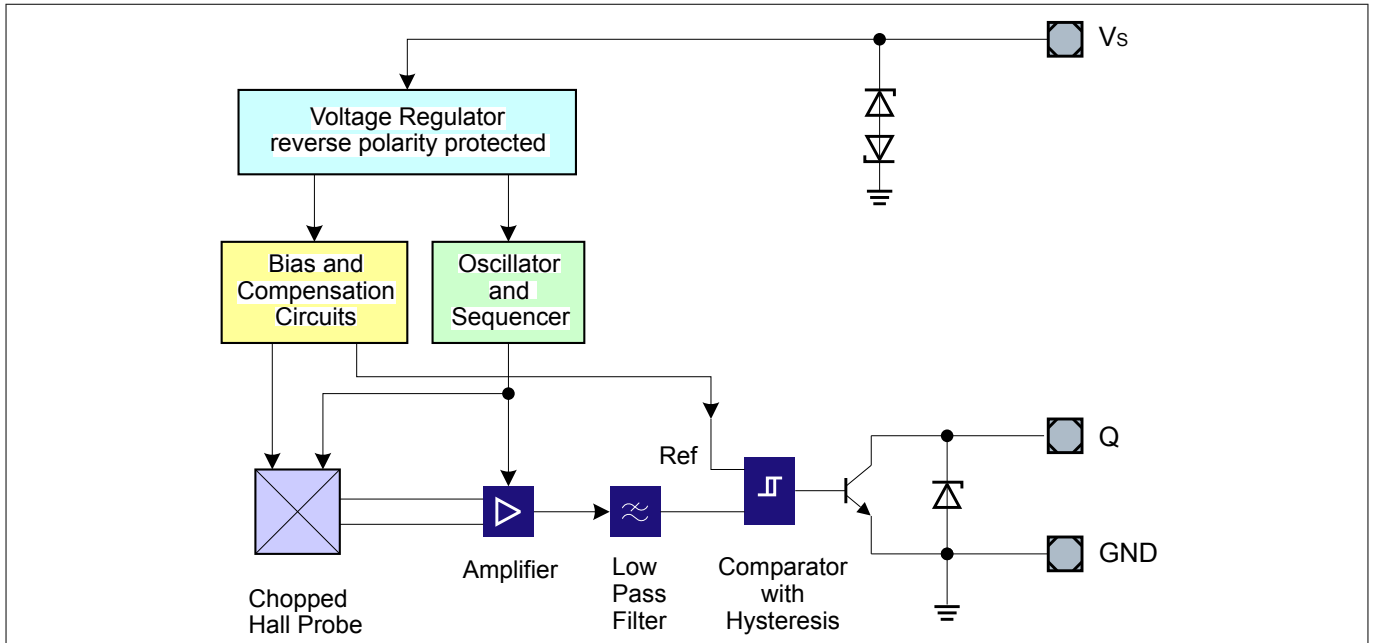 Vs
Voltage Regulator
reverse polarity protected
Bias and
Compensation
Circuits
Oscillator
and
Sequencer
Ref
Q
GND
Amplifier
Low
Pass
Filter
Comparator
with
Hysteresis
Chopped
Hall Probe